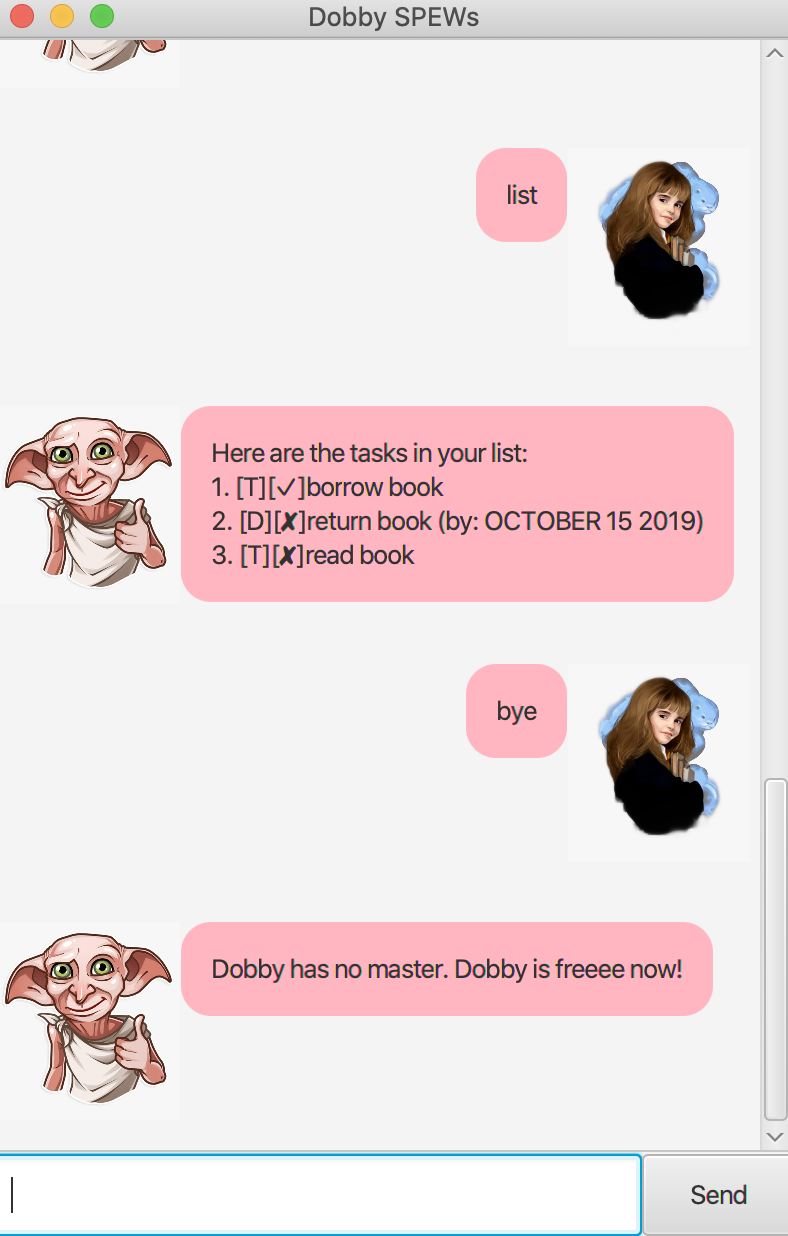 Dobby SPEWs
list
Here are the tasks in your list:
1. [T][✓]borrow book
2. [D][✘]return book (by: OCTOBER 15 2019)
3. [T][✘]read book
bye
Dobby has no master. Dobby is freeee now!
Send